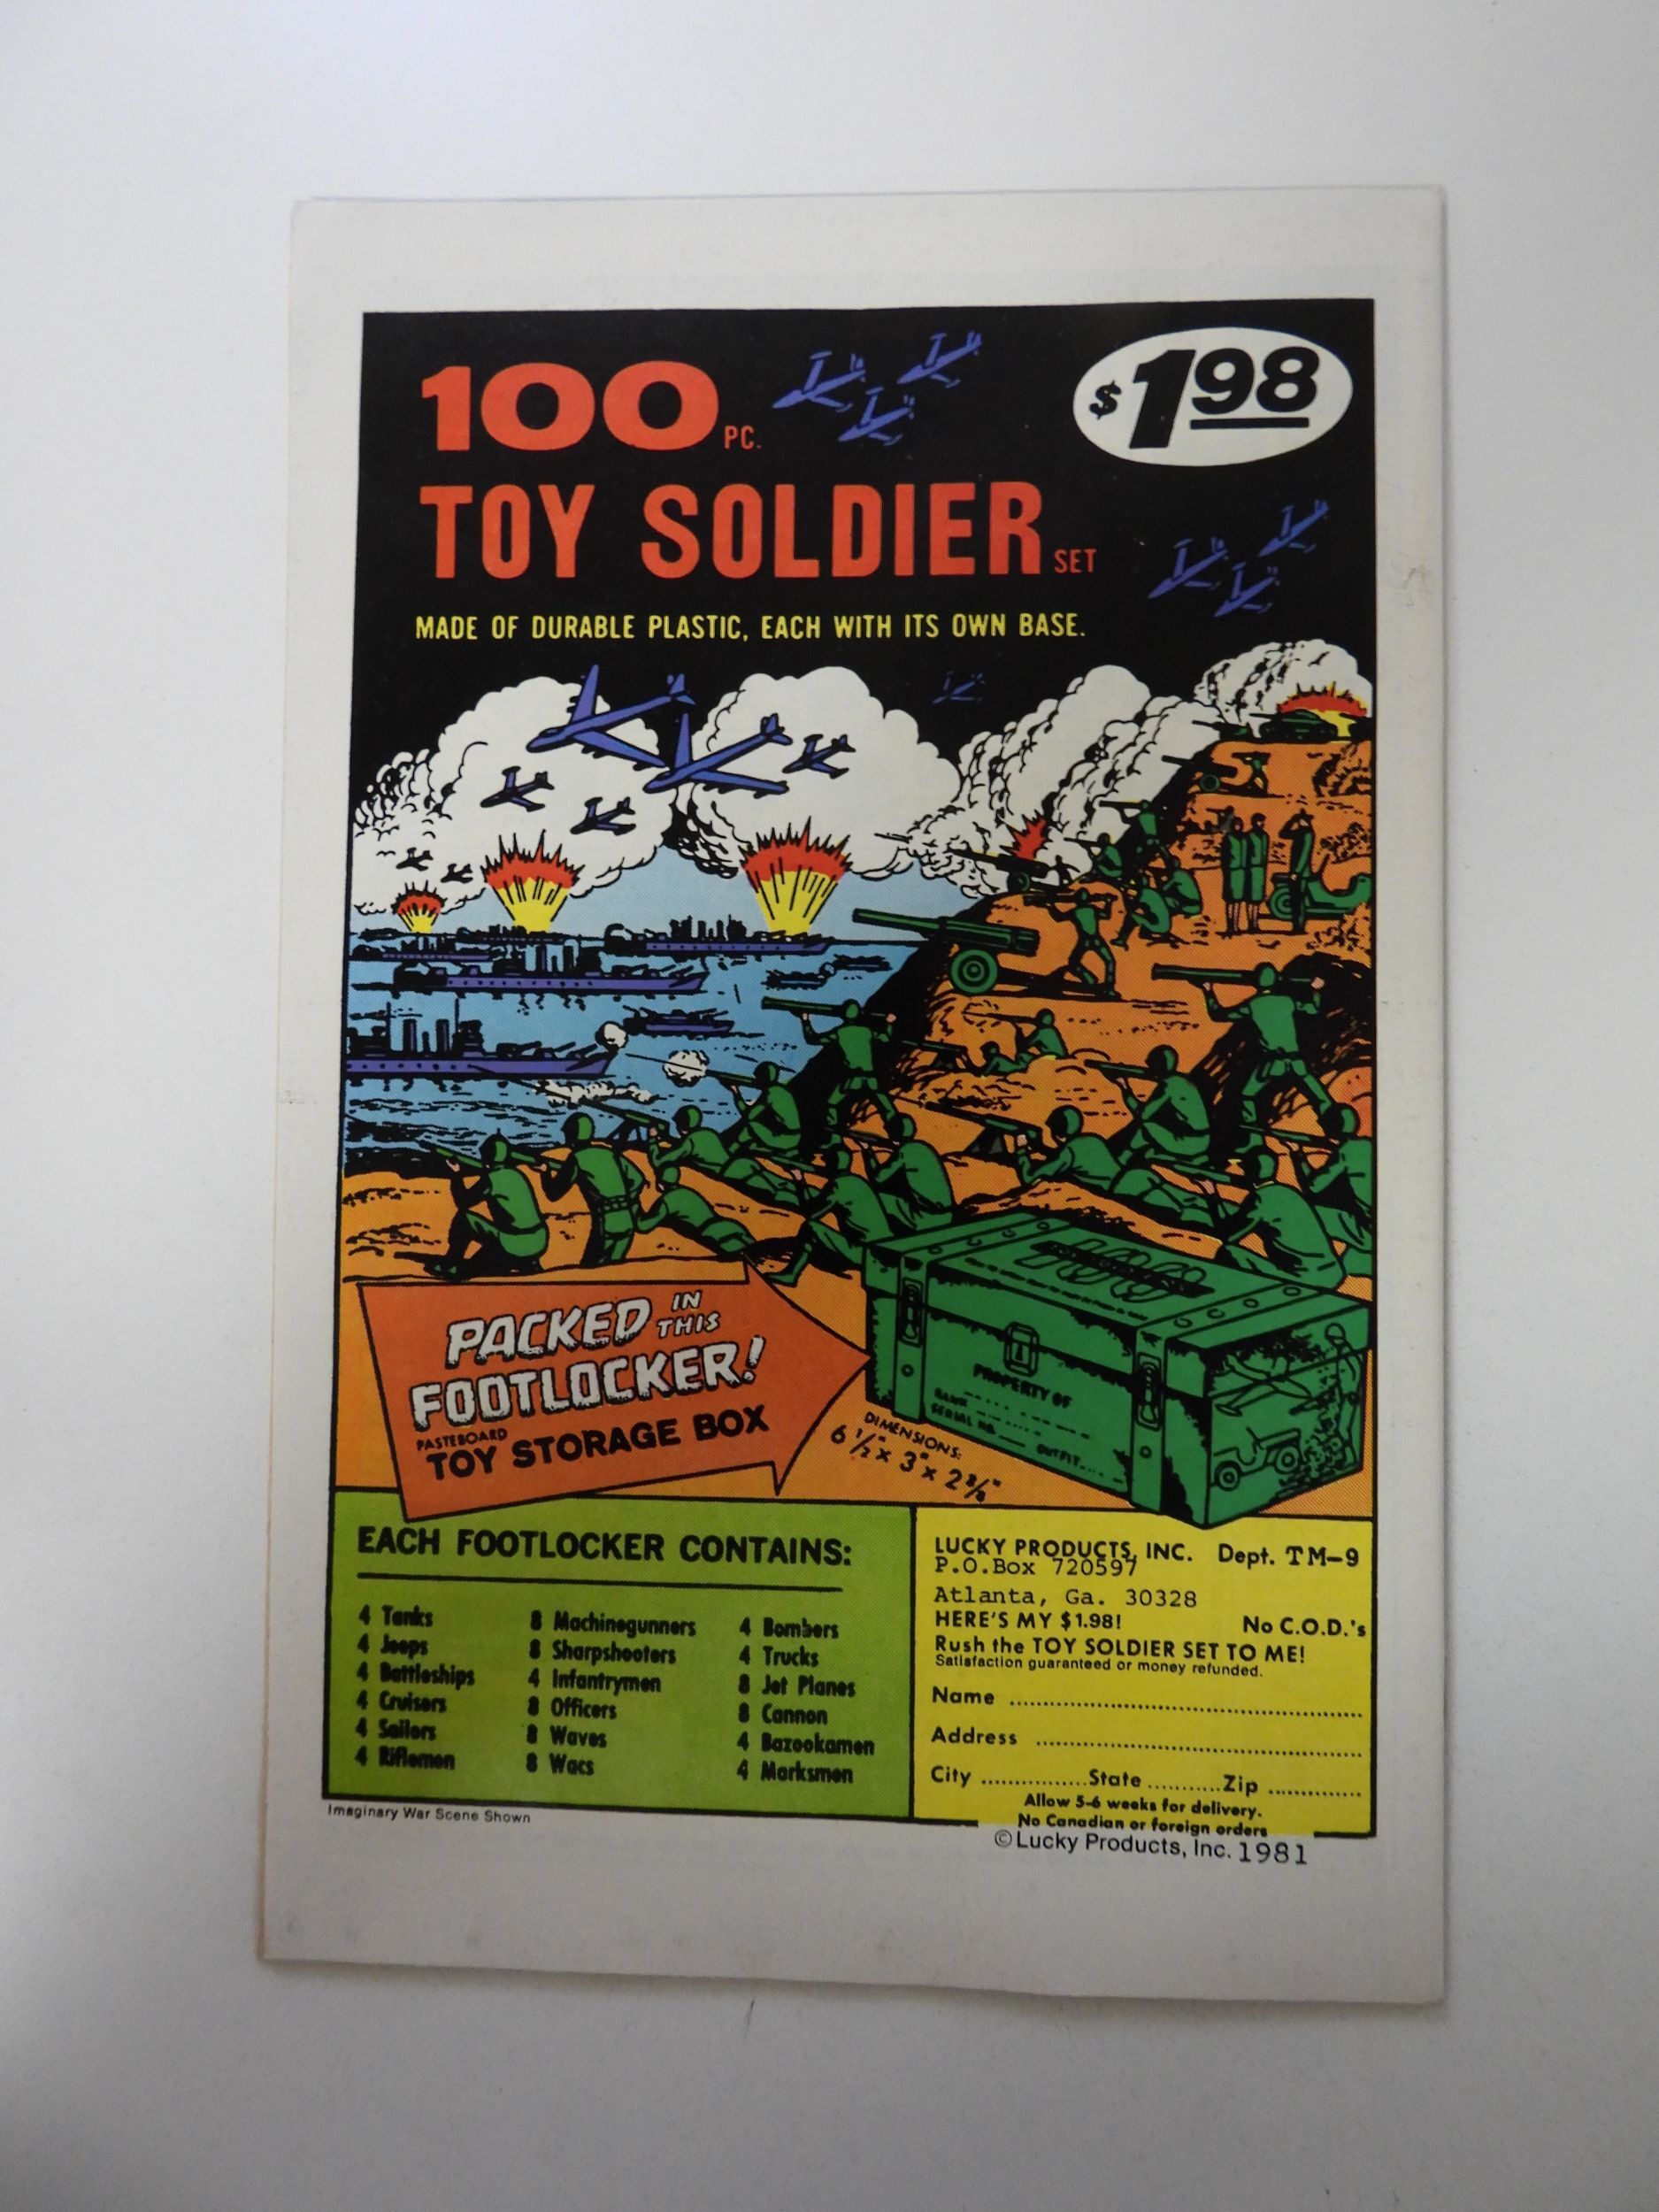 100 PC.
$1.98
TOY SOLDIER SET
MADE OF DURABLE PLASTIC, EACH WITH ITS OWN BASE.
PACKED IN THIS
FOOTLOCKER!
PASTEBOARD
TOY STORAGE BOX
DIMENSIONS:
6 1/2" x 3" x 2 3/8"
PROPERTY OF
SERIAL NO.
OUTFIT
EACH FOOTLOCKER CONTAINS:
4 Tanks
4 Jeeps
4 Battleships
4 Cruisers
4 Sailors
4 Riflemen
8 Machinegunners
8 Sharpshooters
4 Infantrymen
8 Officers
8 Waves
8 Wacs
4 Bombers
4 Trucks
8 Jet Planes
8 Cannon
4 Bazookamen
4 Marksmen
LUCKY PRODUCTS, INC. Dept. TM-9
P.O.Box 720597
Atlanta, Ga. 30328
HERE'S MY $1.98! No C.O.D.'s
Rush the TOY SOLDIER SET TO ME!
Satisfaction guaranteed or money refunded.
Name
Address
City ................State ...........Zip ..............
Allow 5-6 weeks for delivery.
No Canadian or foreign orders
Imaginary War Scene Shown
©Lucky Products, Inc. 1981